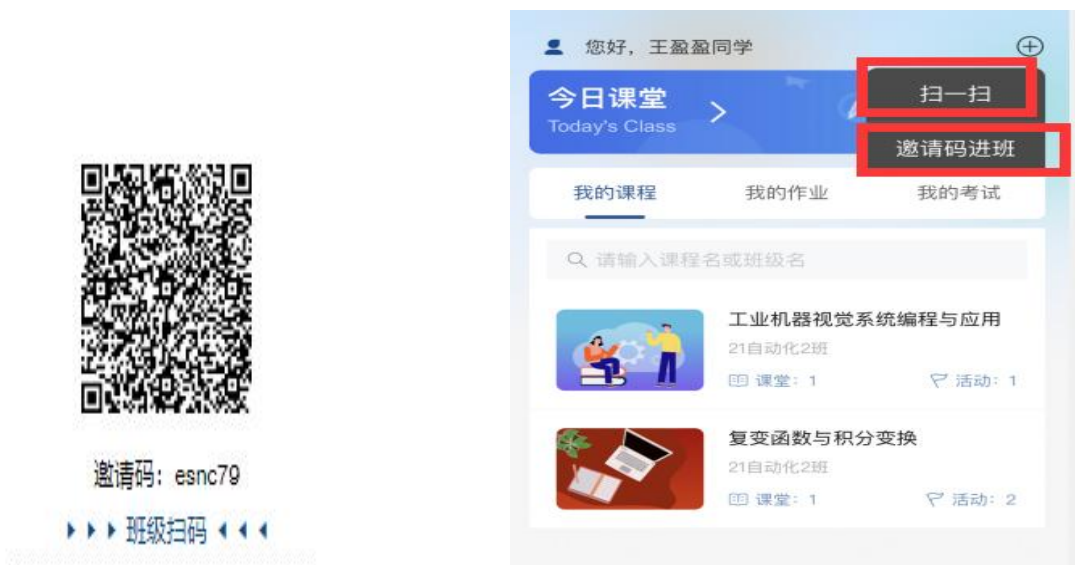 邀请码：esnc79
▸▸▸班级扫码◂◂◂
您好，王盈盈同学
今日课堂
Today's Class
扫一扫
邀请码进班
我的课程 我的作业 我的考试
请输入课程名或班级名
工业机器视觉系统编程与应用
21自动化2班
课堂：1 活动：1
复变函数与积分变换
21自动化2班
课堂：1 活动：2